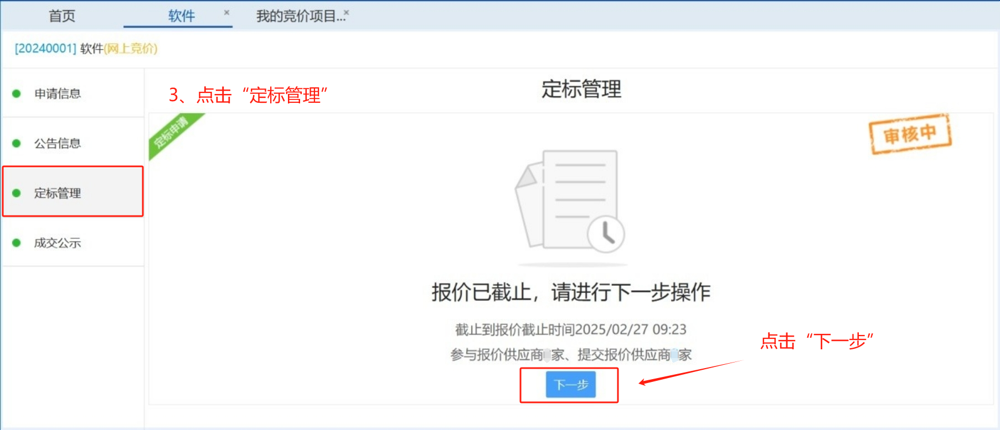 首页
软件
我的竞价项目...
[20240001] 软件(网上竞价)
申请信息
公告信息
定标管理
成交公示
3、点击“定标管理”
定标管理
定标申请
审核中
报价已截止，请进行下一步操作
截止到报价截止时间2025/02/27 09:23
参与报价供应商家、提交报价供应商家
下一步
点击“下一步”